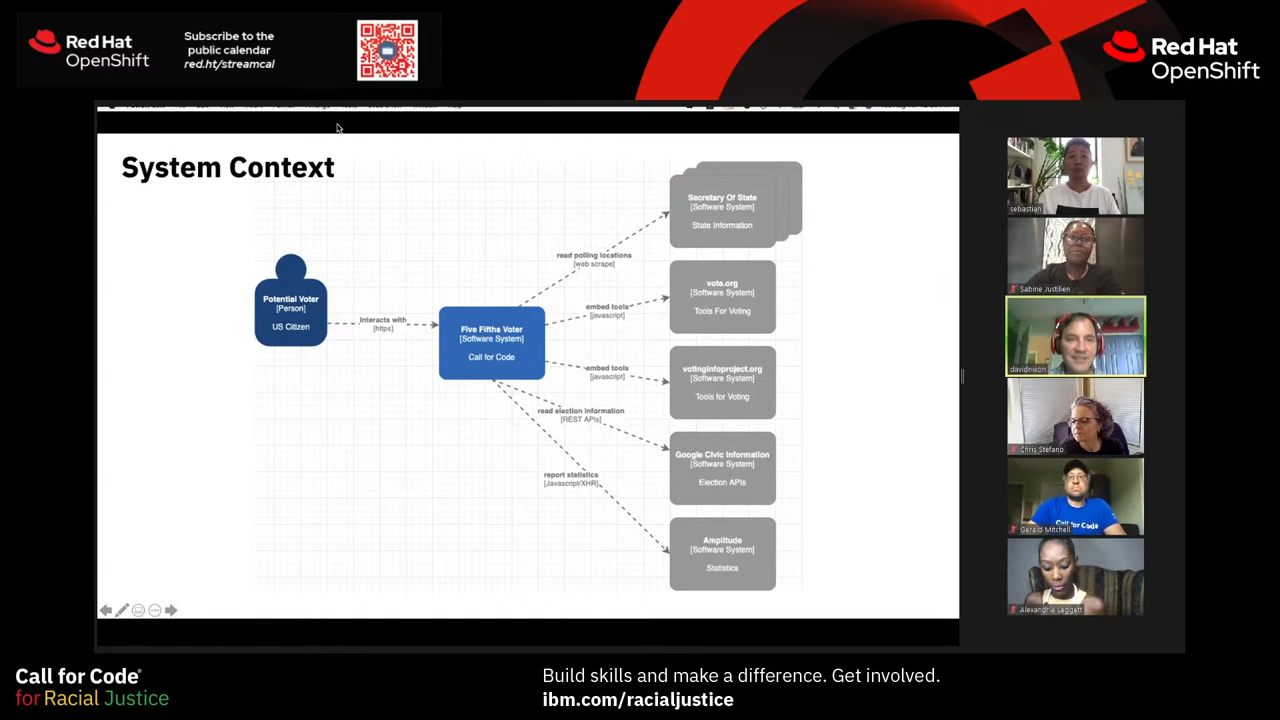 Red Hat
OpenShift
Subscribe to the
public calendar
red.ht/streamcal
Red Hat
OpenShift
System Context
Potential Voter
[Person]
US Citizen
Interacts with
[https]
Five Fifths Voter
[Software System]
Call for Code
read polling locations
[web scrape]
embed tools
[javascript]
embed tools
[javascript]
read election information
[REST APIs]
report statistics
[Javascript/XHR]
Secretary Of State
[Software System]
State Information
vote.org
[Software System]
Tools For Voting
votinginfoproject.org
[Software System]
Tools for Voting
Google Civic Information
[Software System]
Election APIs
Amplitude
[Software System]
Statistics
sebastian
Sabine Justilien
davidnixon
Chris Stefano
Call for Code
Gerald Mitchell
Alexandria Leggett
Call for Code®
for Racial Justice
Build skills and make a difference. Get involved.
ibm.com/racialjustice